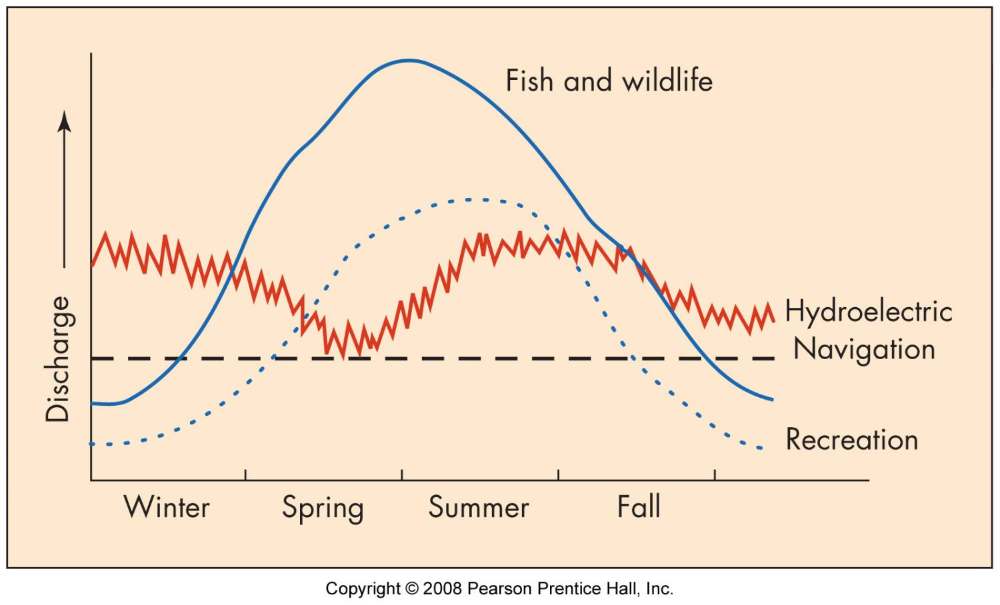 Fish and wildlife
Discharge
Hydroelectric
Navigation
Recreation
Winter
Spring
Summer
Fall
Copyright © 2008 Pearson Prentice Hall, Inc.